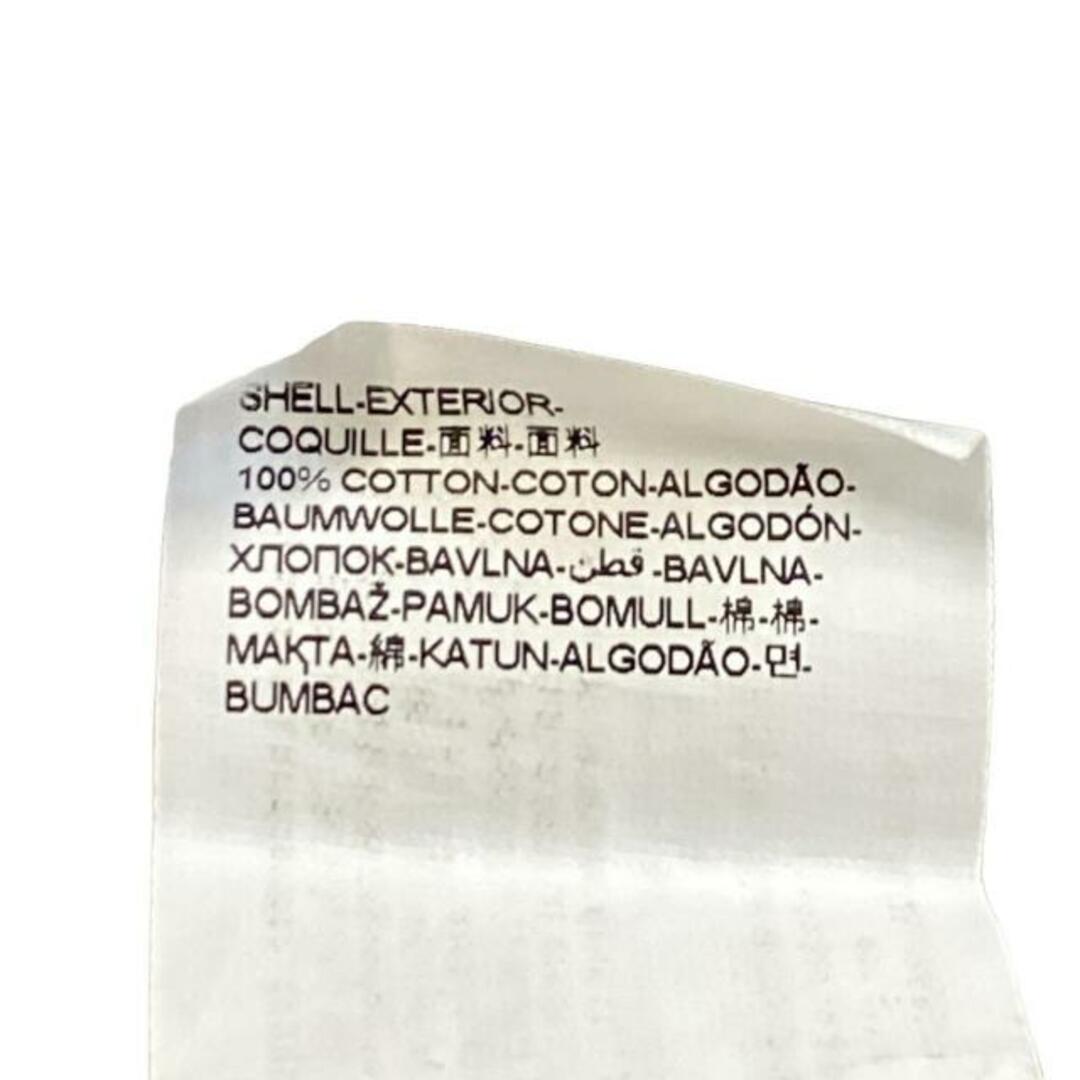 SHELL-EXTERIOR-
COQUILLE-面料-面料
100% COTTON-COTON-ALGODÃO-
BAUMWOLLE-COTONE-ALGODÓN-
ХЛОПОК-BAVLNA-قطن-BAVLNA-
BOMBAŽ-PAMUK-BOMULL-棉-棉-
МАҚТА-綿-KATUN-ALGODÃO-면-
BUMBAC